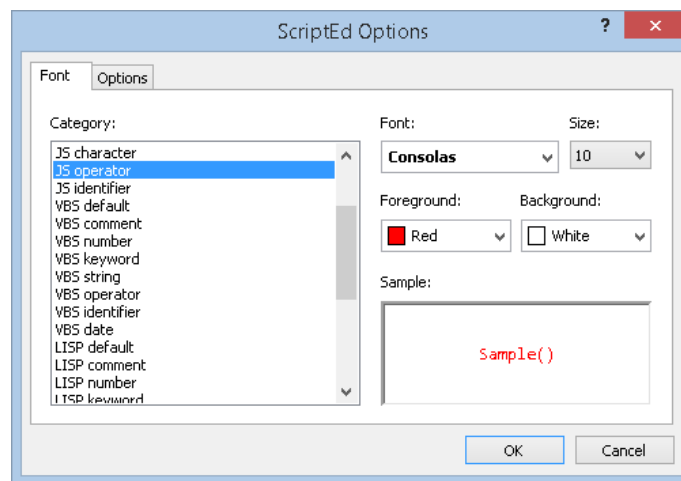 ScriptEd Options
?
Font
Options
Category:
JS character
JS operator
JS identifier
VBS default
VBS comment
VBS number
VBS keyword
VBS string
VBS operator
VBS identifier
VBS date
LISP default
LISP comment
LISP number
LISP keyword
Font:
Size:
Consolas
10
Foreground:
Background:
Red
White
Sample:
Sample()
OK
Cancel